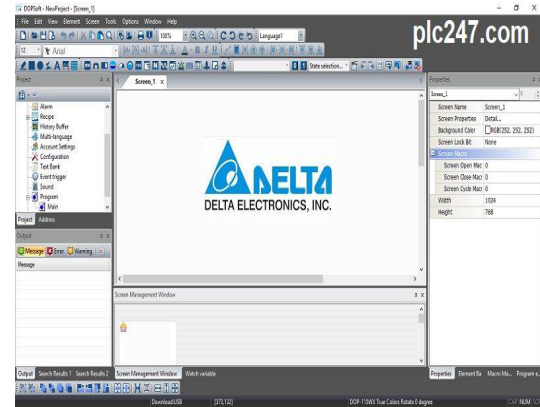 DOPSoft - NewProject - [Screen_1]
File Edit View Element Screen Tools Options Window Help
plc247.com
100%
Language1
12
Arial
State selection...
Project
Screen_1
Properties
Alarm
Recipe
History Buffer
Multi-language
Account Settings
Configuration
Text Bank
Event trigger
Sound
Program
Main
Project Address
Screen_1
Screen Name Screen_1
Screen Properties Detail...
Background Color RGB(252, 252, 252)
Screen Lock Bit None
Screen Macro
Screen Open Mac 0
Screen Close Mac 0
Screen Cycle Mac 0
Width 1024
Height 768
DELTA
DELTA ELECTRONICS, INC.
Output
Message Error Warning
Message
Screen Management Window
Output Search Results 1 Search Results 2 Screen Management Window Watch variable
Properties Element Ba Macro Ma... Program e...
Download:USB [373,132] DOP-115WX True Colors Rotate 0 degree CAP NUM